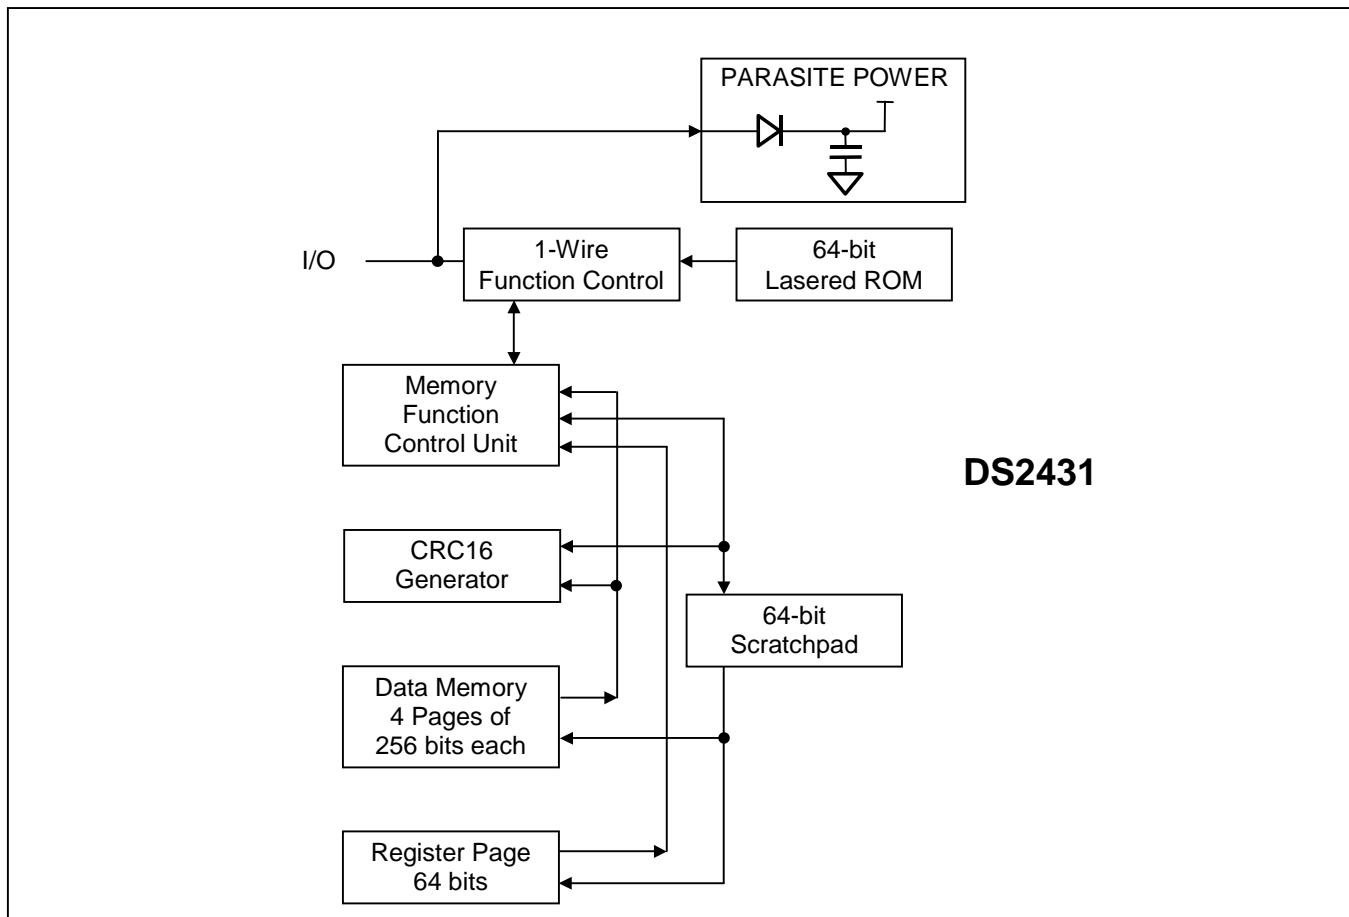 PARASITE POWER
I/O
1-Wire
Function Control
64-bit
Lasered ROM
Memory
Function
Control Unit
DS2431
CRC16
Generator
64-bit
Scratchpad
Data Memory
4 Pages of
256 bits each
Register Page
64 bits